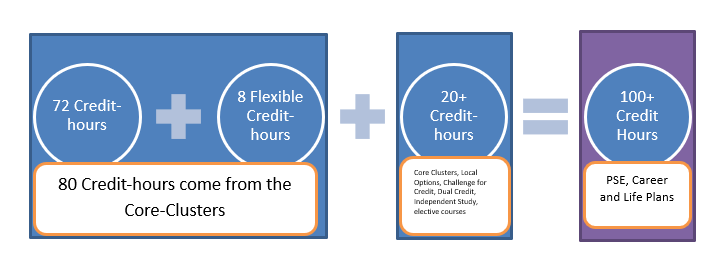 72 Credit-
hours
8 Flexible
Credit-
hours
80 Credit-hours come from the
Core-Clusters
20+
Credit-
hours
Core Clusters, Local
Options, Challenge for
Credit, Dual Credit,
Independent Study,
elective courses
100+
Credit
Hours
PSE, Career
and Life Plans